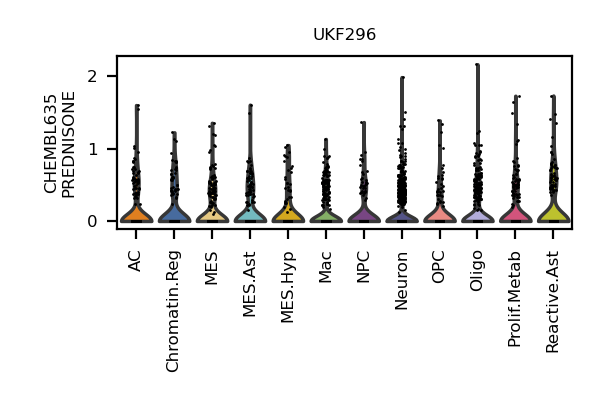 UKF296
CHEMBL635
PREDNISONE
2
1
0
AC
Chromatin.Reg
MES
MES.Ast
MES.Hyp
Mac
NPC
Neuron
OPC
Oligo
Prolif.Metab
Reactive.Ast